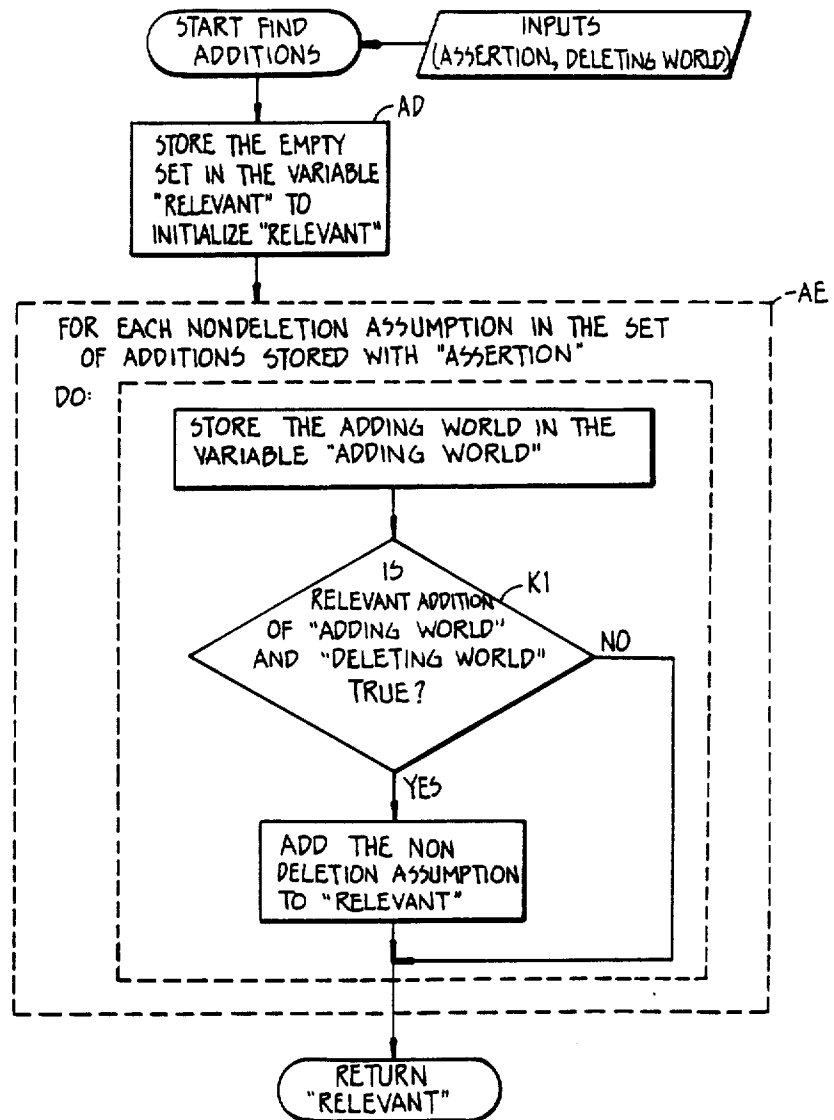 START FIND
ADDITIONS
INPUTS
(ASSERTION, DELETING WORLD)
AD
STORE THE EMPTY
SET IN THE VARIABLE
"RELEVANT" TO
INITIALIZE "RELEVANT"
AE
FOR EACH NONDELETION ASSUMPTION IN THE SET
OF ADDITIONS STORED WITH "ASSERTION"
DO:
STORE THE ADDING WORLD IN THE
VARIABLE "ADDING WORLD"
IS
RELEVANT ADDITION
OF "ADDING WORLD"
AND "DELETING WORLD"
TRUE?
K1
NO
YES
ADD THE NON
DELETION ASSUMPTION
TO "RELEVANT"
RETURN
"RELEVANT"